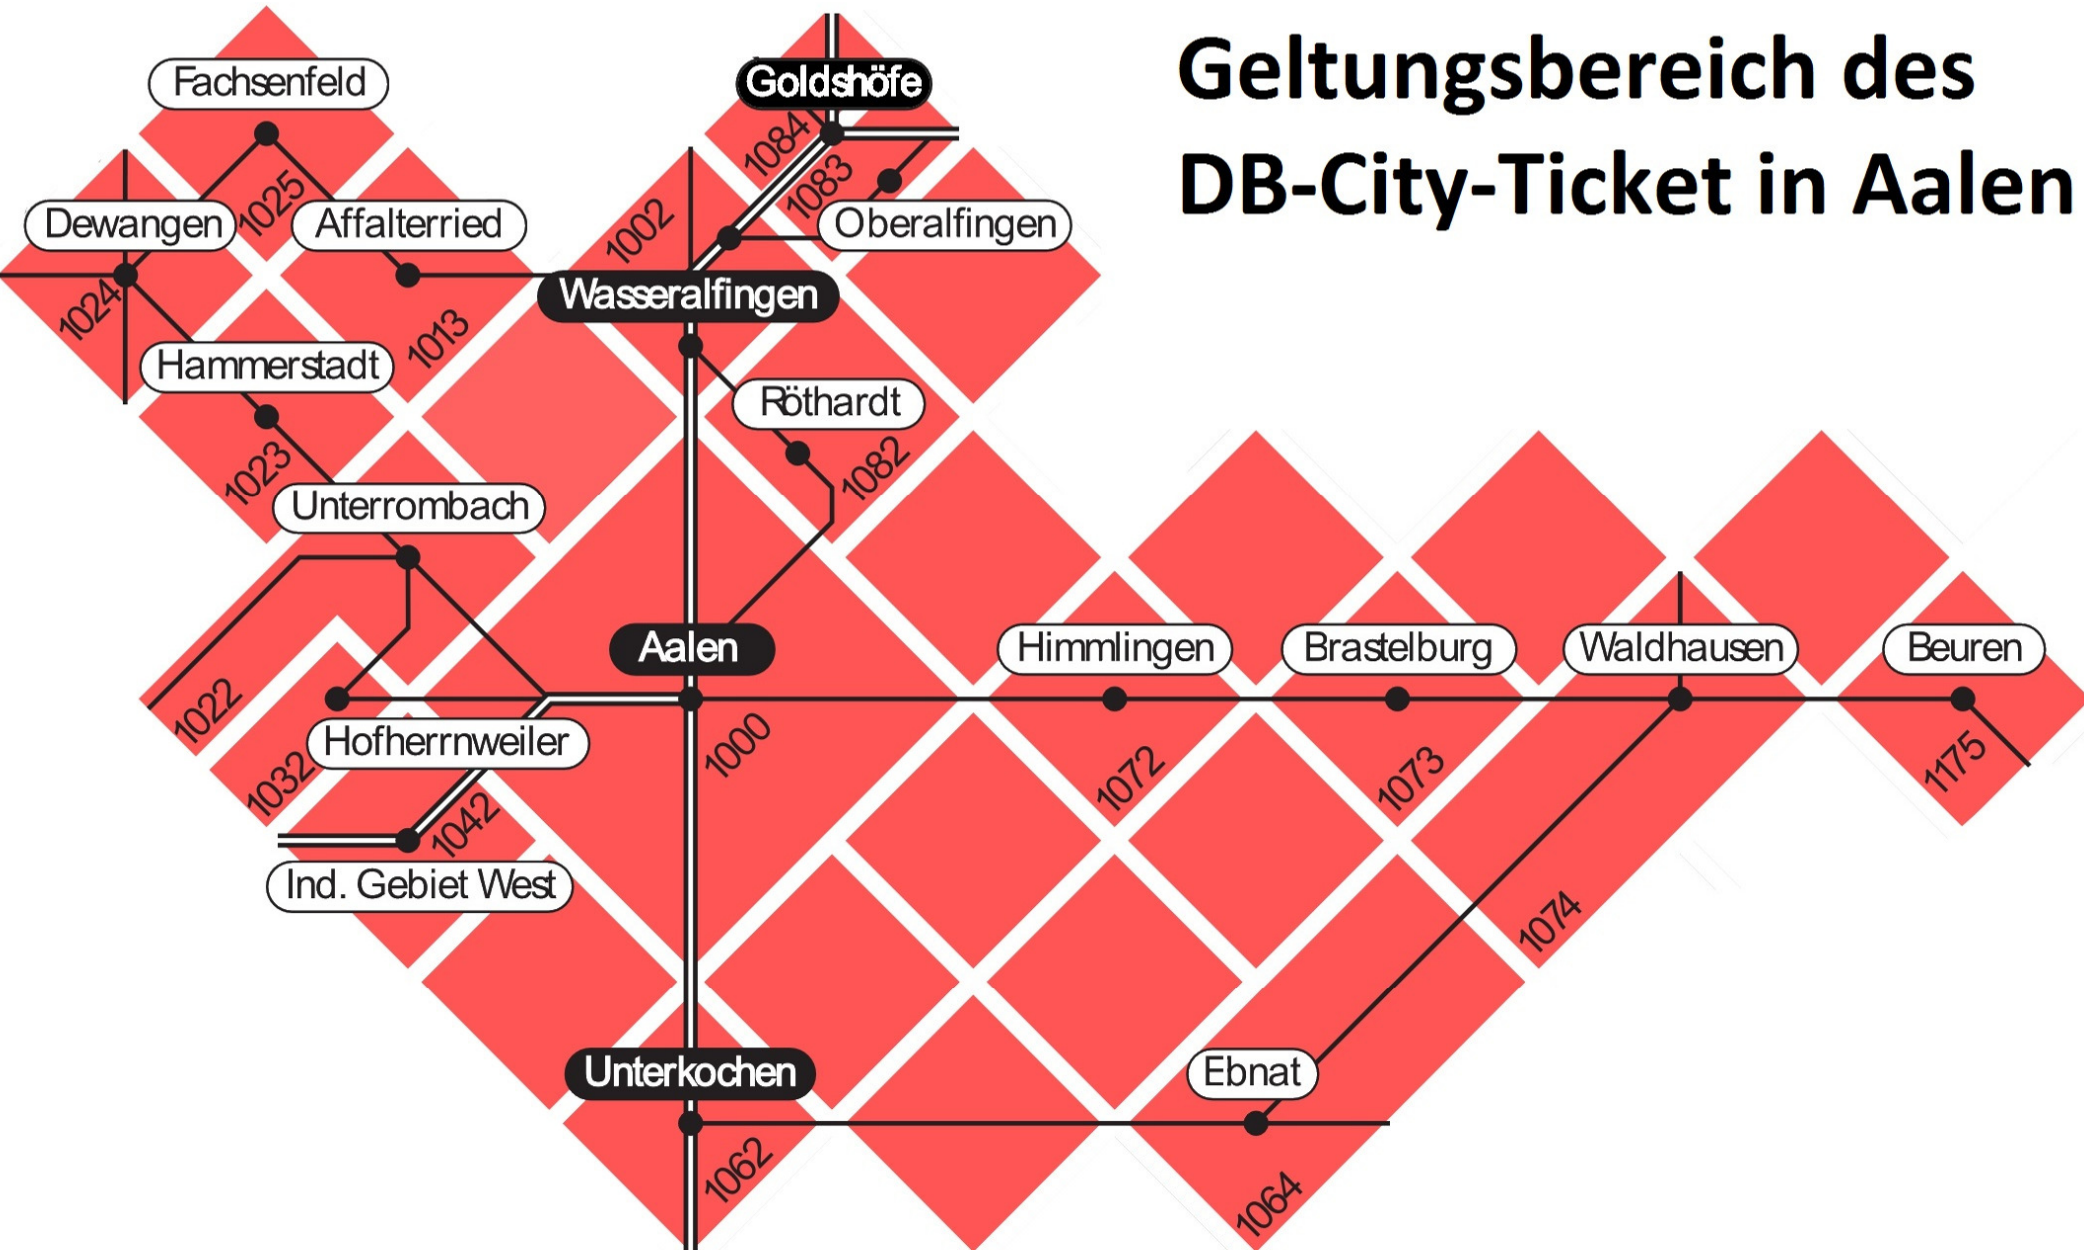 Geltungsbereich des
DB-City-Ticket in Aalen
Fachsenfeld
Goldshöfe
1084
1083
Dewangen
1025
Affalterried
1002
Oberalfingen
1024
Wasseralfingen
1013
Hammerstadt
Röthardt
1023
1082
Unterrombach
Aalen
Himmlingen
Brastelburg
Waldhausen
Beuren
1022
Hofherrnweiler
1032
1000
1072
1073
1175
1042
Ind. Gebiet West
1074
Unterkochen
Ebnat
1062
1064